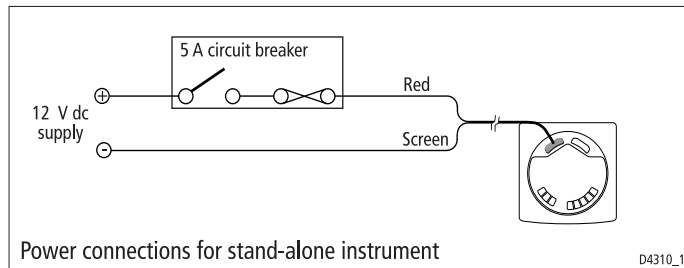 5 A circuit breaker
Red
12 V dc
supply
Screen
Power connections for stand-alone instrument
D4310_1